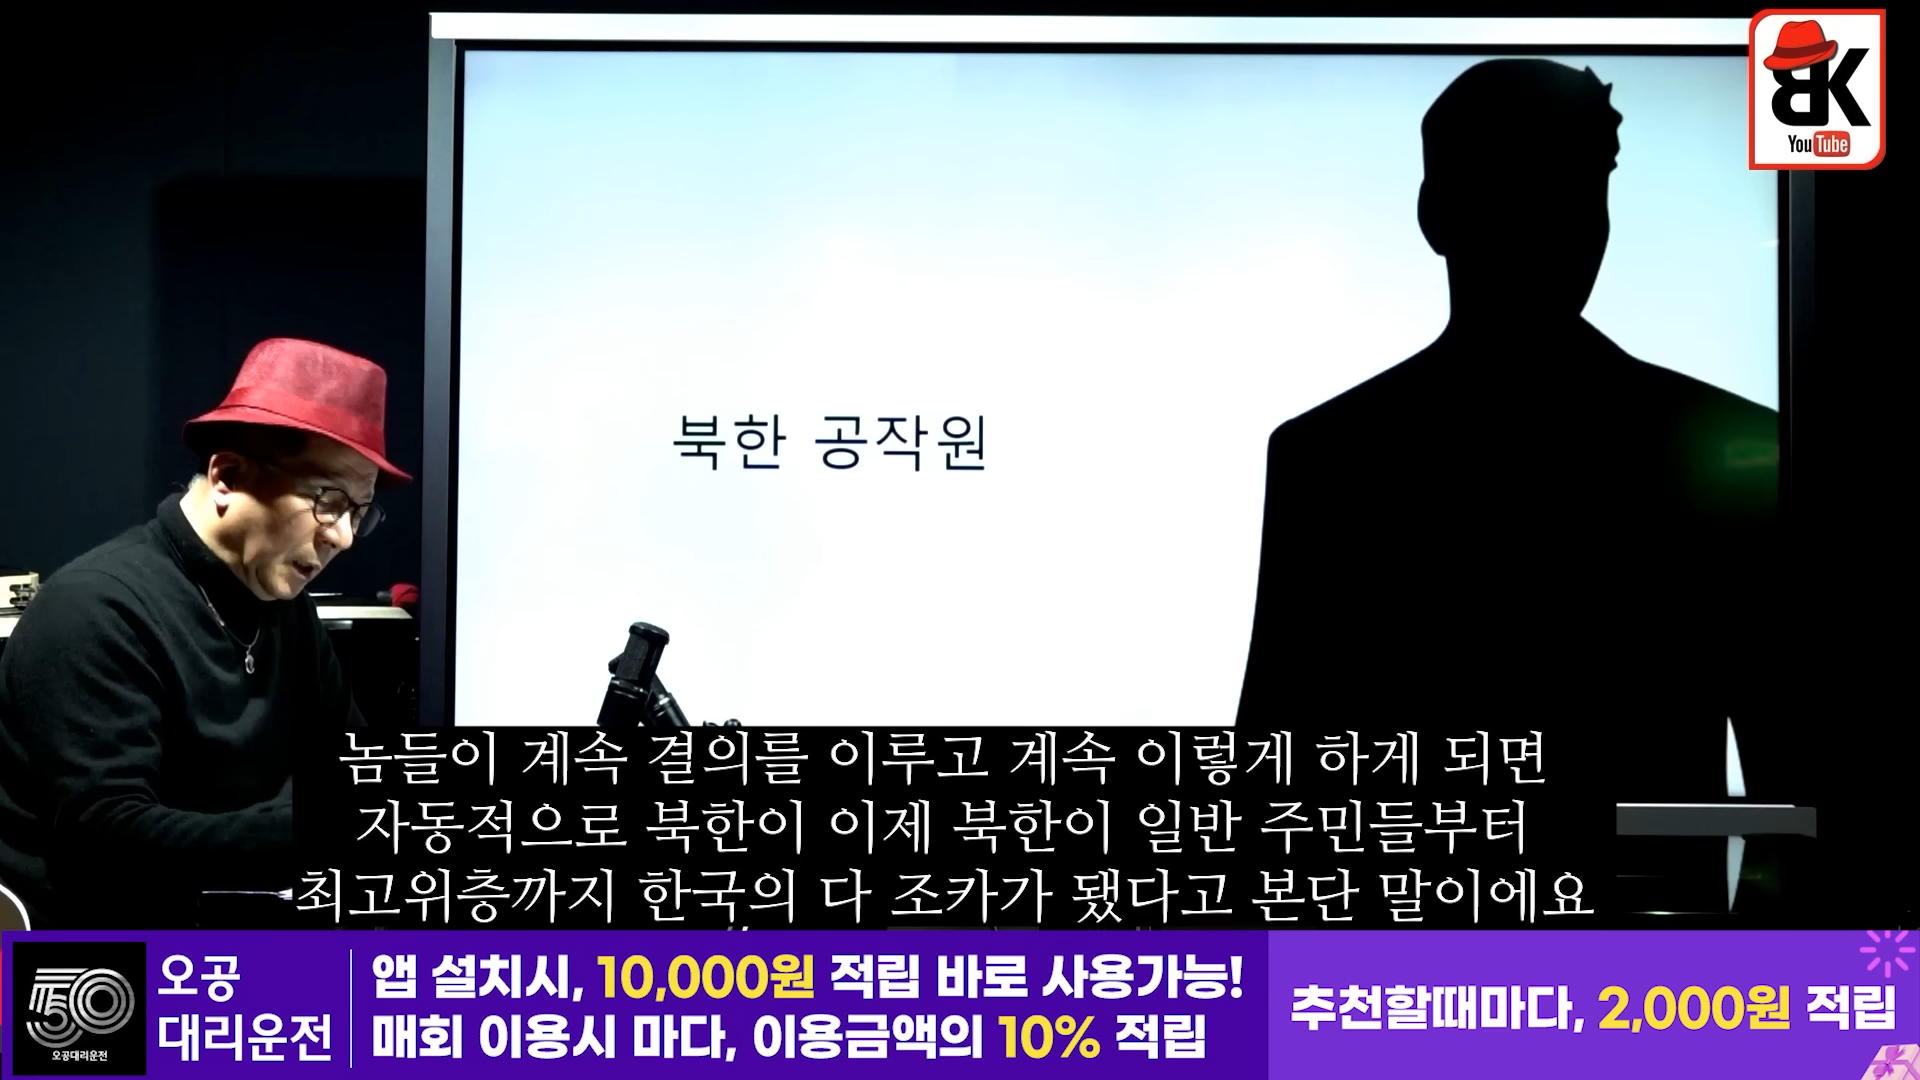 BK
YouTube
북한 공작원
놈들이 계속 결의를 이루고 계속 이렇게 하게 되면
자동적으로 북한이 이제 북한이 일반 주민들부터
최고위층까지 한국의 다 조카가 됐다고 본단 말이에요
50
오공대리운전
오공
대리운전
앱 설치시, 10,000원 적립 바로 사용가능!
매회 이용시 마다, 이용금액의 10% 적립
추천할때마다, 2,000원 적립